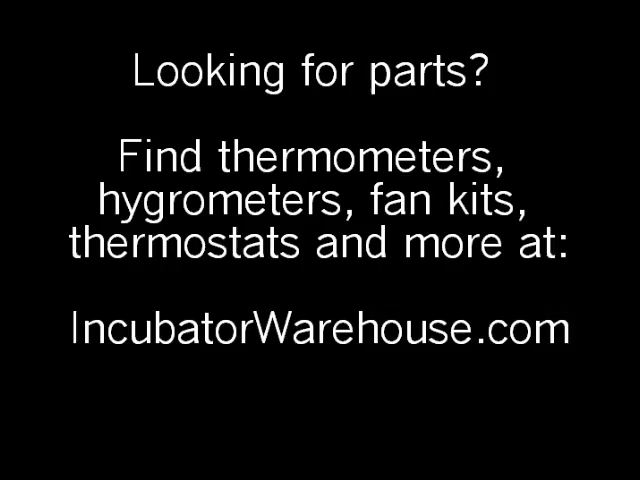 Looking for parts?
Find thermometers,
hygrometers, fan kits,
thermostats and more at:
IncubatorWarehouse.com